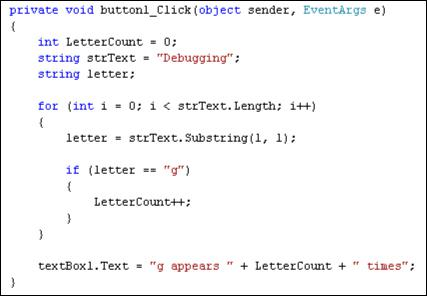 private void button1_Click(object sender, EventArgs e)
{
int LetterCount = 0;
string strText = "Debugging";
string letter;
for (int i = 0; i < strText.Length; i++)
{
letter = strText.Substring(1, 1);
if (letter == "g")
{
LetterCount++;
}
}
textBox1.Text = "g appears " + LetterCount + " times";
}